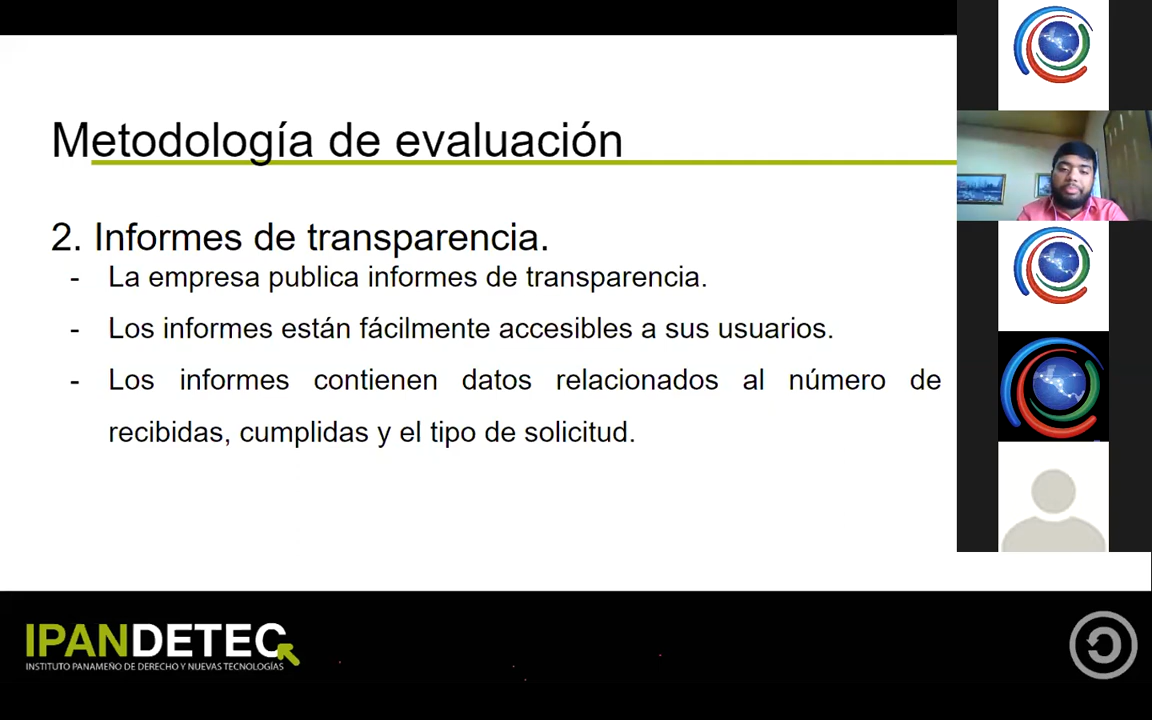 Metodología de evaluación
2. Informes de transparencia.
- La empresa publica informes de transparencia.
- Los informes están fácilmente accesibles a sus usuarios.
- Los informes contienen datos relacionados al número de
recibidas, cumplidas y el tipo de solicitud.
IPANDETEC
INSTITUTO PANAMEÑO DE DERECHO Y NUEVAS TECNOLOGÍAS